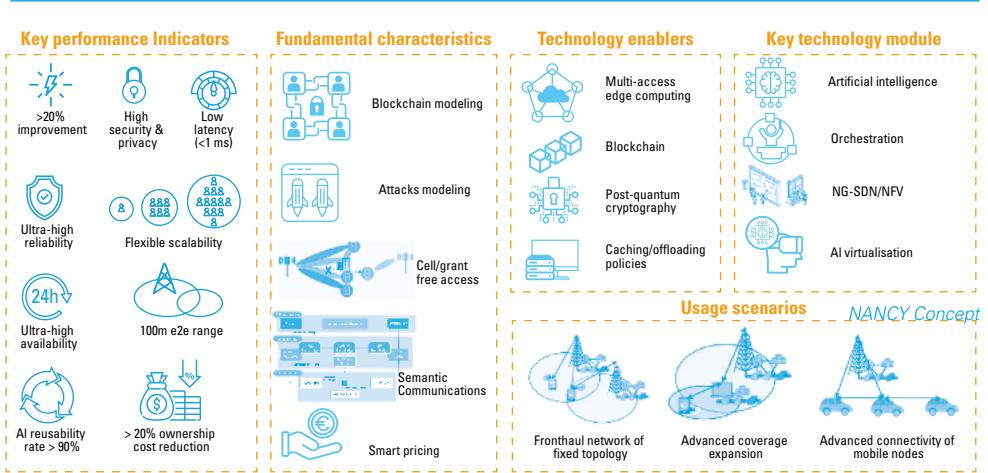 Key performance Indicators
>20%
improvement
High
security &
privacy
Low
latency
(<1 ms)
Ultra-high
reliability
Flexible scalability
24h
Ultra-high
availability
100m e2e range
AI reusability
rate > 90%
%
$
> 20% ownership
cost reduction
Fundamental characteristics
Blockchain modeling
Attacks modeling
Cell/grant
free access
Semantic
Communications
€
Smart pricing
Technology enablers
Multi-access
edge computing
Blockchain
Post-quantum
cryptography
Caching/offloading
policies
Key technology module
Artificial intelligence
Orchestration
NG-SDN/NFV
AI virtualisation
Usage scenarios
NANCY Concept
Fronthaul network of
fixed topology
Advanced coverage
expansion
Advanced connectivity of
mobile nodes